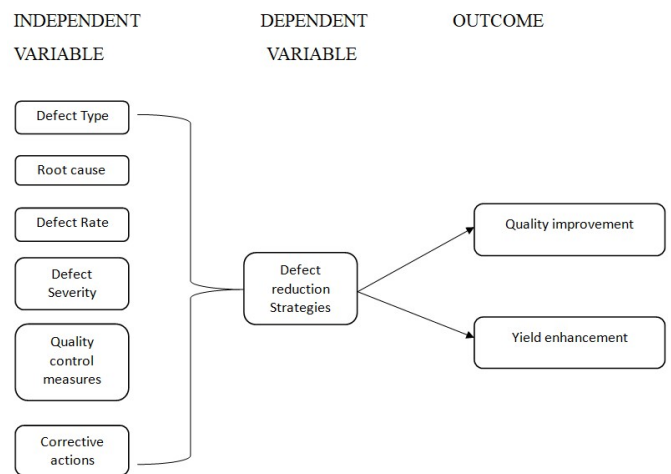 INDEPENDENT
VARIABLE
DEPENDENT
VARIABLE
OUTCOME
Defect Type
Root cause
Defect Rate
Defect
Severity
Quality
control
measures
Corrective
actions
Defect
reduction
Strategies
Quality improvement
Yield enhancement